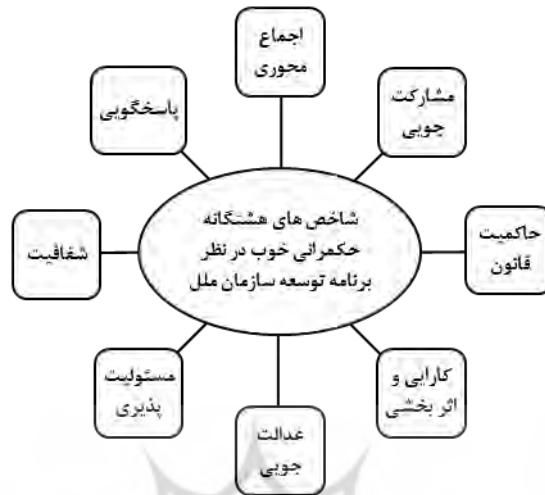 اجماع
محوری
مشارکت
جویی
حاکمیت
قانون
کارایی و
اثر بخشی
عدالت
جویی
مسئولیت
پذیری
شفافیت
پاسخگویی
شاخص های هشتگانه
حکمرانی خوب در نظر
برنامه توسعه سازمان ملل